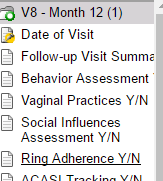 V8 - Month 12 (1)
Date of Visit
Follow-up Visit Summa
Behavior Assessment
Vaginal Practices Y/N
Social Influences
Assessment Y/N
Ring Adherence Y/N
ACASI Tracking Y/N